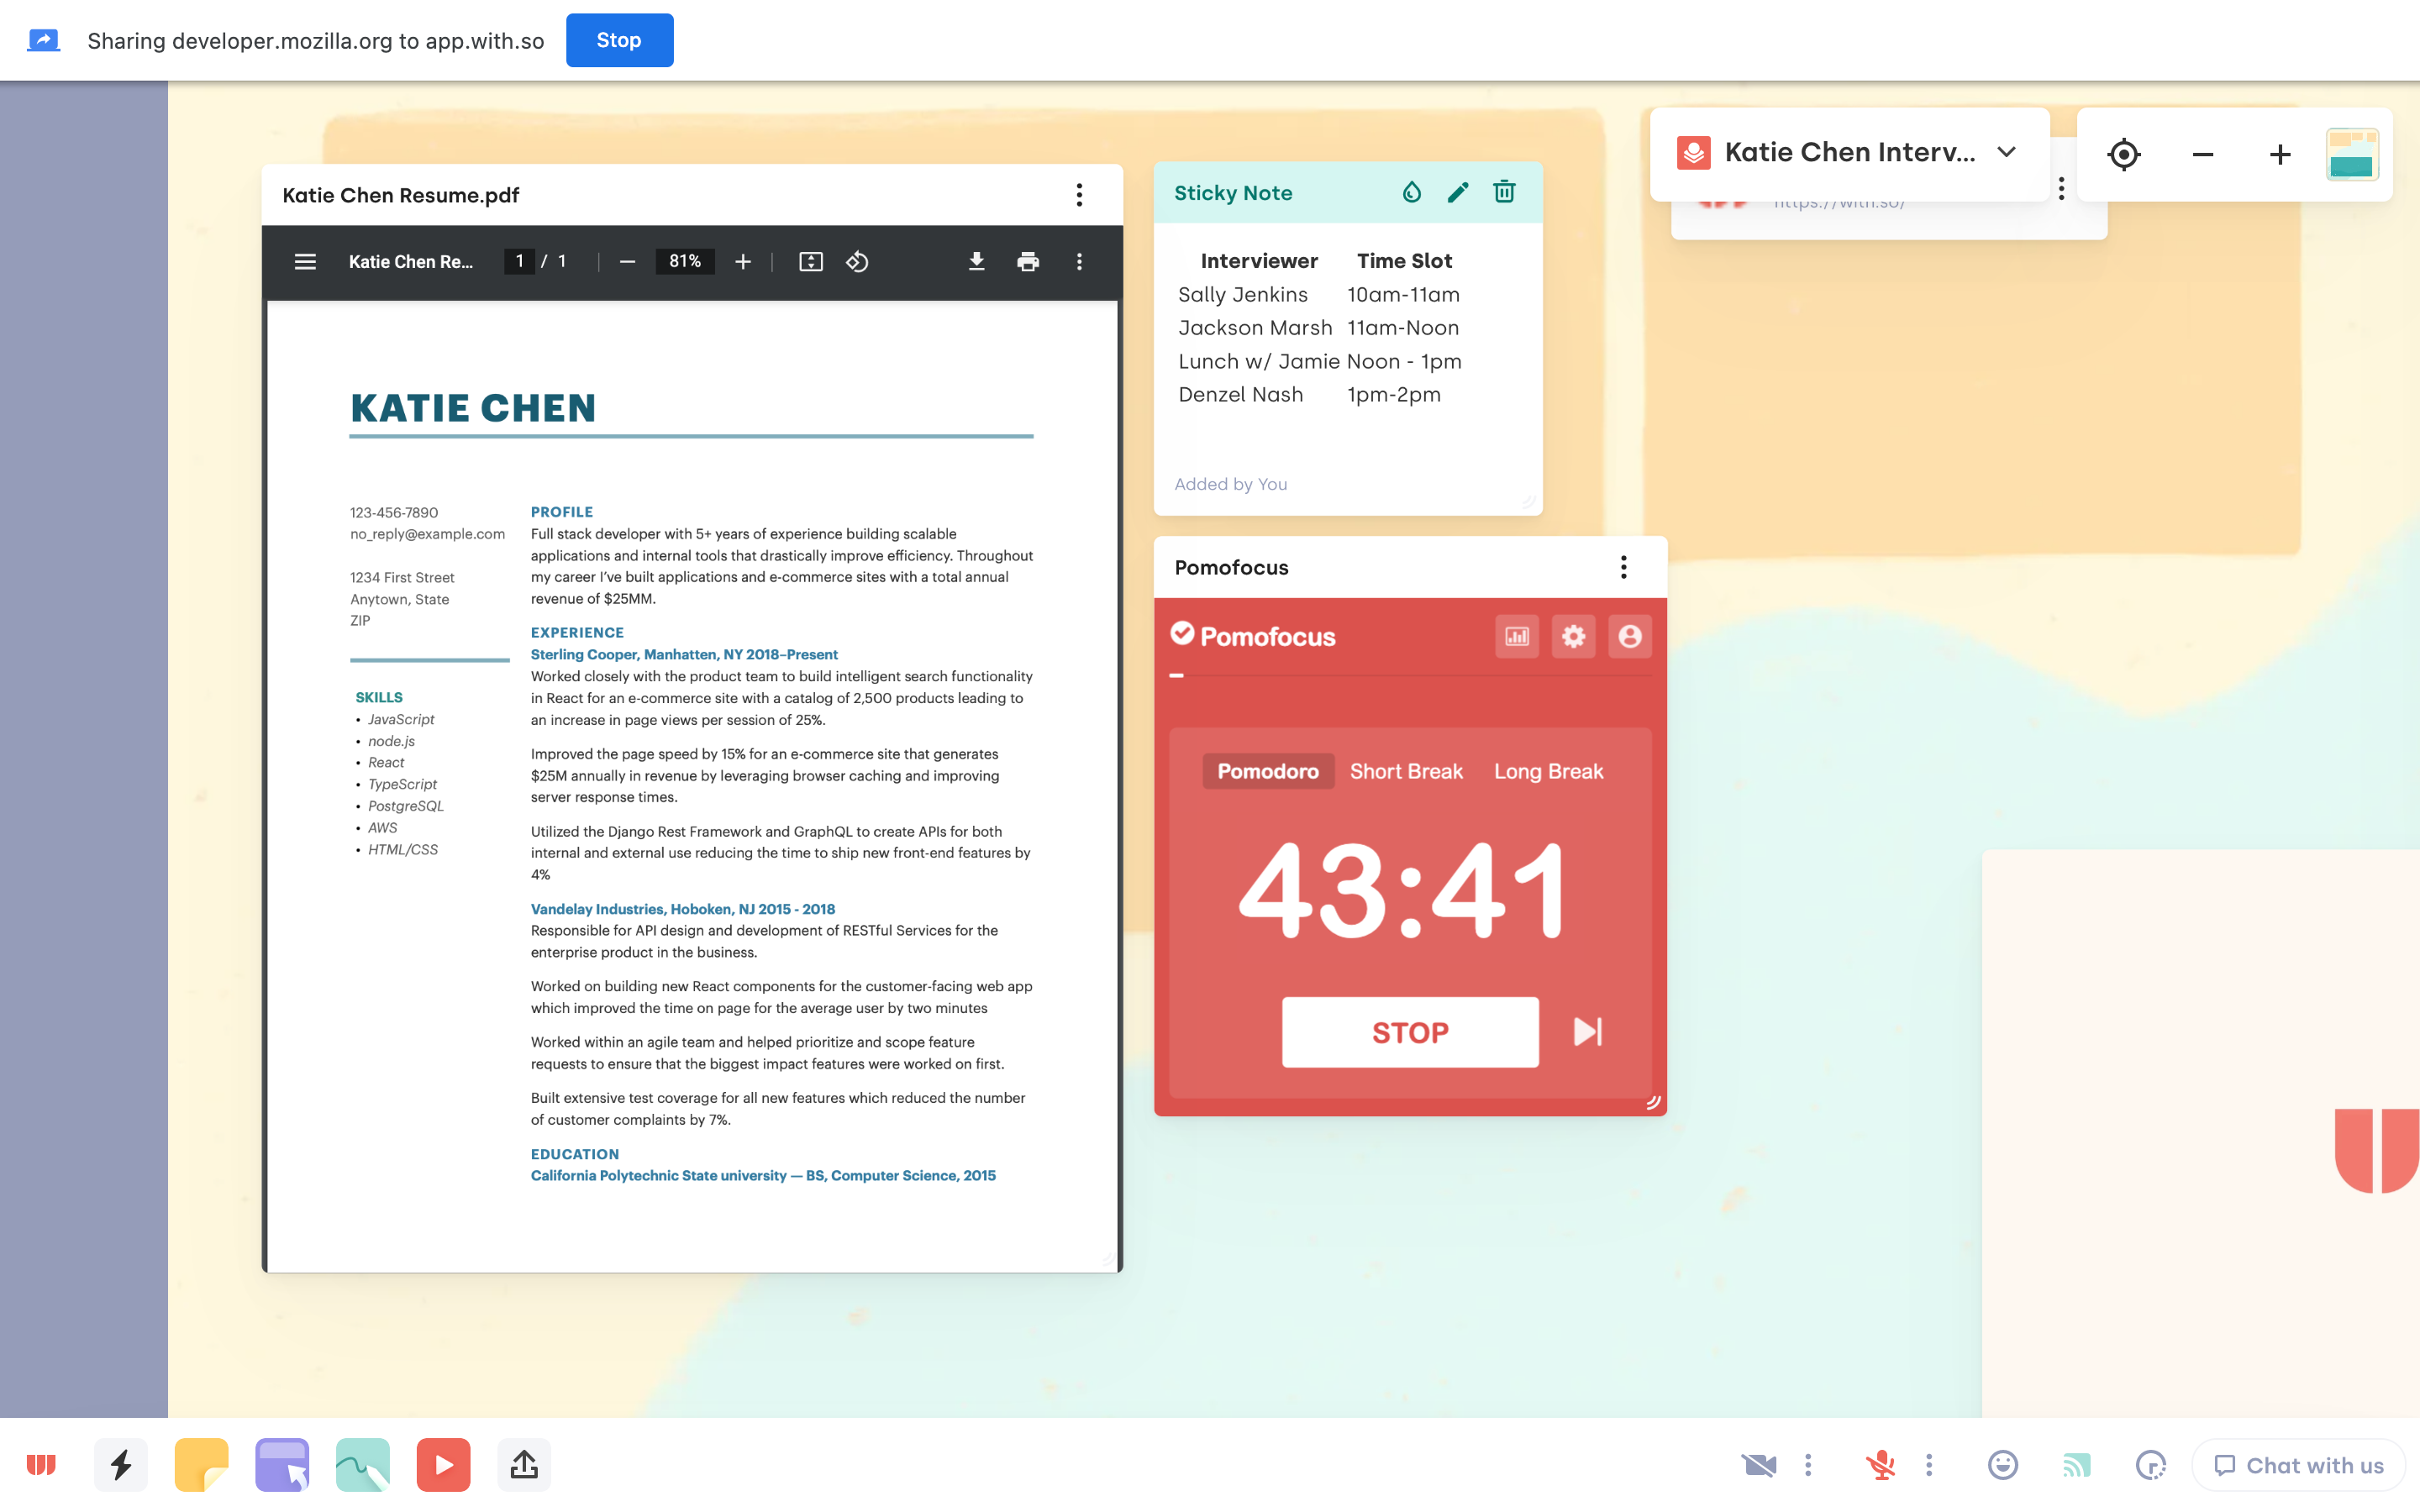 Sharing developer.mozilla.org to app.with.so
Stop
Katie Chen Resume.pdf
Katie Chen Re...
1 / 1
81%
KATIE CHEN
123-456-7890
no_reply@example.com
1234 First Street
Anytown, State
ZIP
SKILLS
• JavaScript
• node.js
• React
• TypeScript
• PostgreSQL
• AWS
• HTML/CSS
PROFILE
Full stack developer with 5+ years of experience building scalable
applications and internal tools that drastically improve efficiency. Throughout
my career I've built applications and e-commerce sites with a total annual
revenue of $25MM.
EXPERIENCE
Sterling Cooper, Manhatten, NY 2018–Present
Worked closely with the product team to build intelligent search functionality
in React for an e-commerce site with a catalog of 2,500 products leading to
an increase in page views per session of 25%.
Improved the page speed by 15% for an e-commerce site that generates
$25M annually in revenue by leveraging browser caching and improving
server response times.
Utilized the Django Rest Framework and GraphQL to create APIs for both
internal and external use reducing the time to ship new front-end features by
4%
Vandelay Industries, Hoboken, NJ 2015 - 2018
Responsible for API design and development of RESTful Services for the
enterprise product in the business.
Worked on building new React components for the customer-facing web app
which improved the time on page for the average user by two minutes
Worked within an agile team and helped prioritize and scope feature
requests to ensure that the biggest impact features were worked on first.
Built extensive test coverage for all new features which reduced the number
of customer complaints by 7%.
EDUCATION
California Polytechnic State university — BS, Computer Science, 2015
Sticky Note
Interviewer Time Slot
Sally Jenkins 10am-11am
Jackson Marsh 11am-Noon
Lunch w/ Jamie Noon - 1pm
Denzel Nash 1pm-2pm
Added by You
Katie Chen Interv...
https://with.so/
Pomofocus
Pomofocus
Pomodoro Short Break Long Break
43:41
STOP
Chat with us